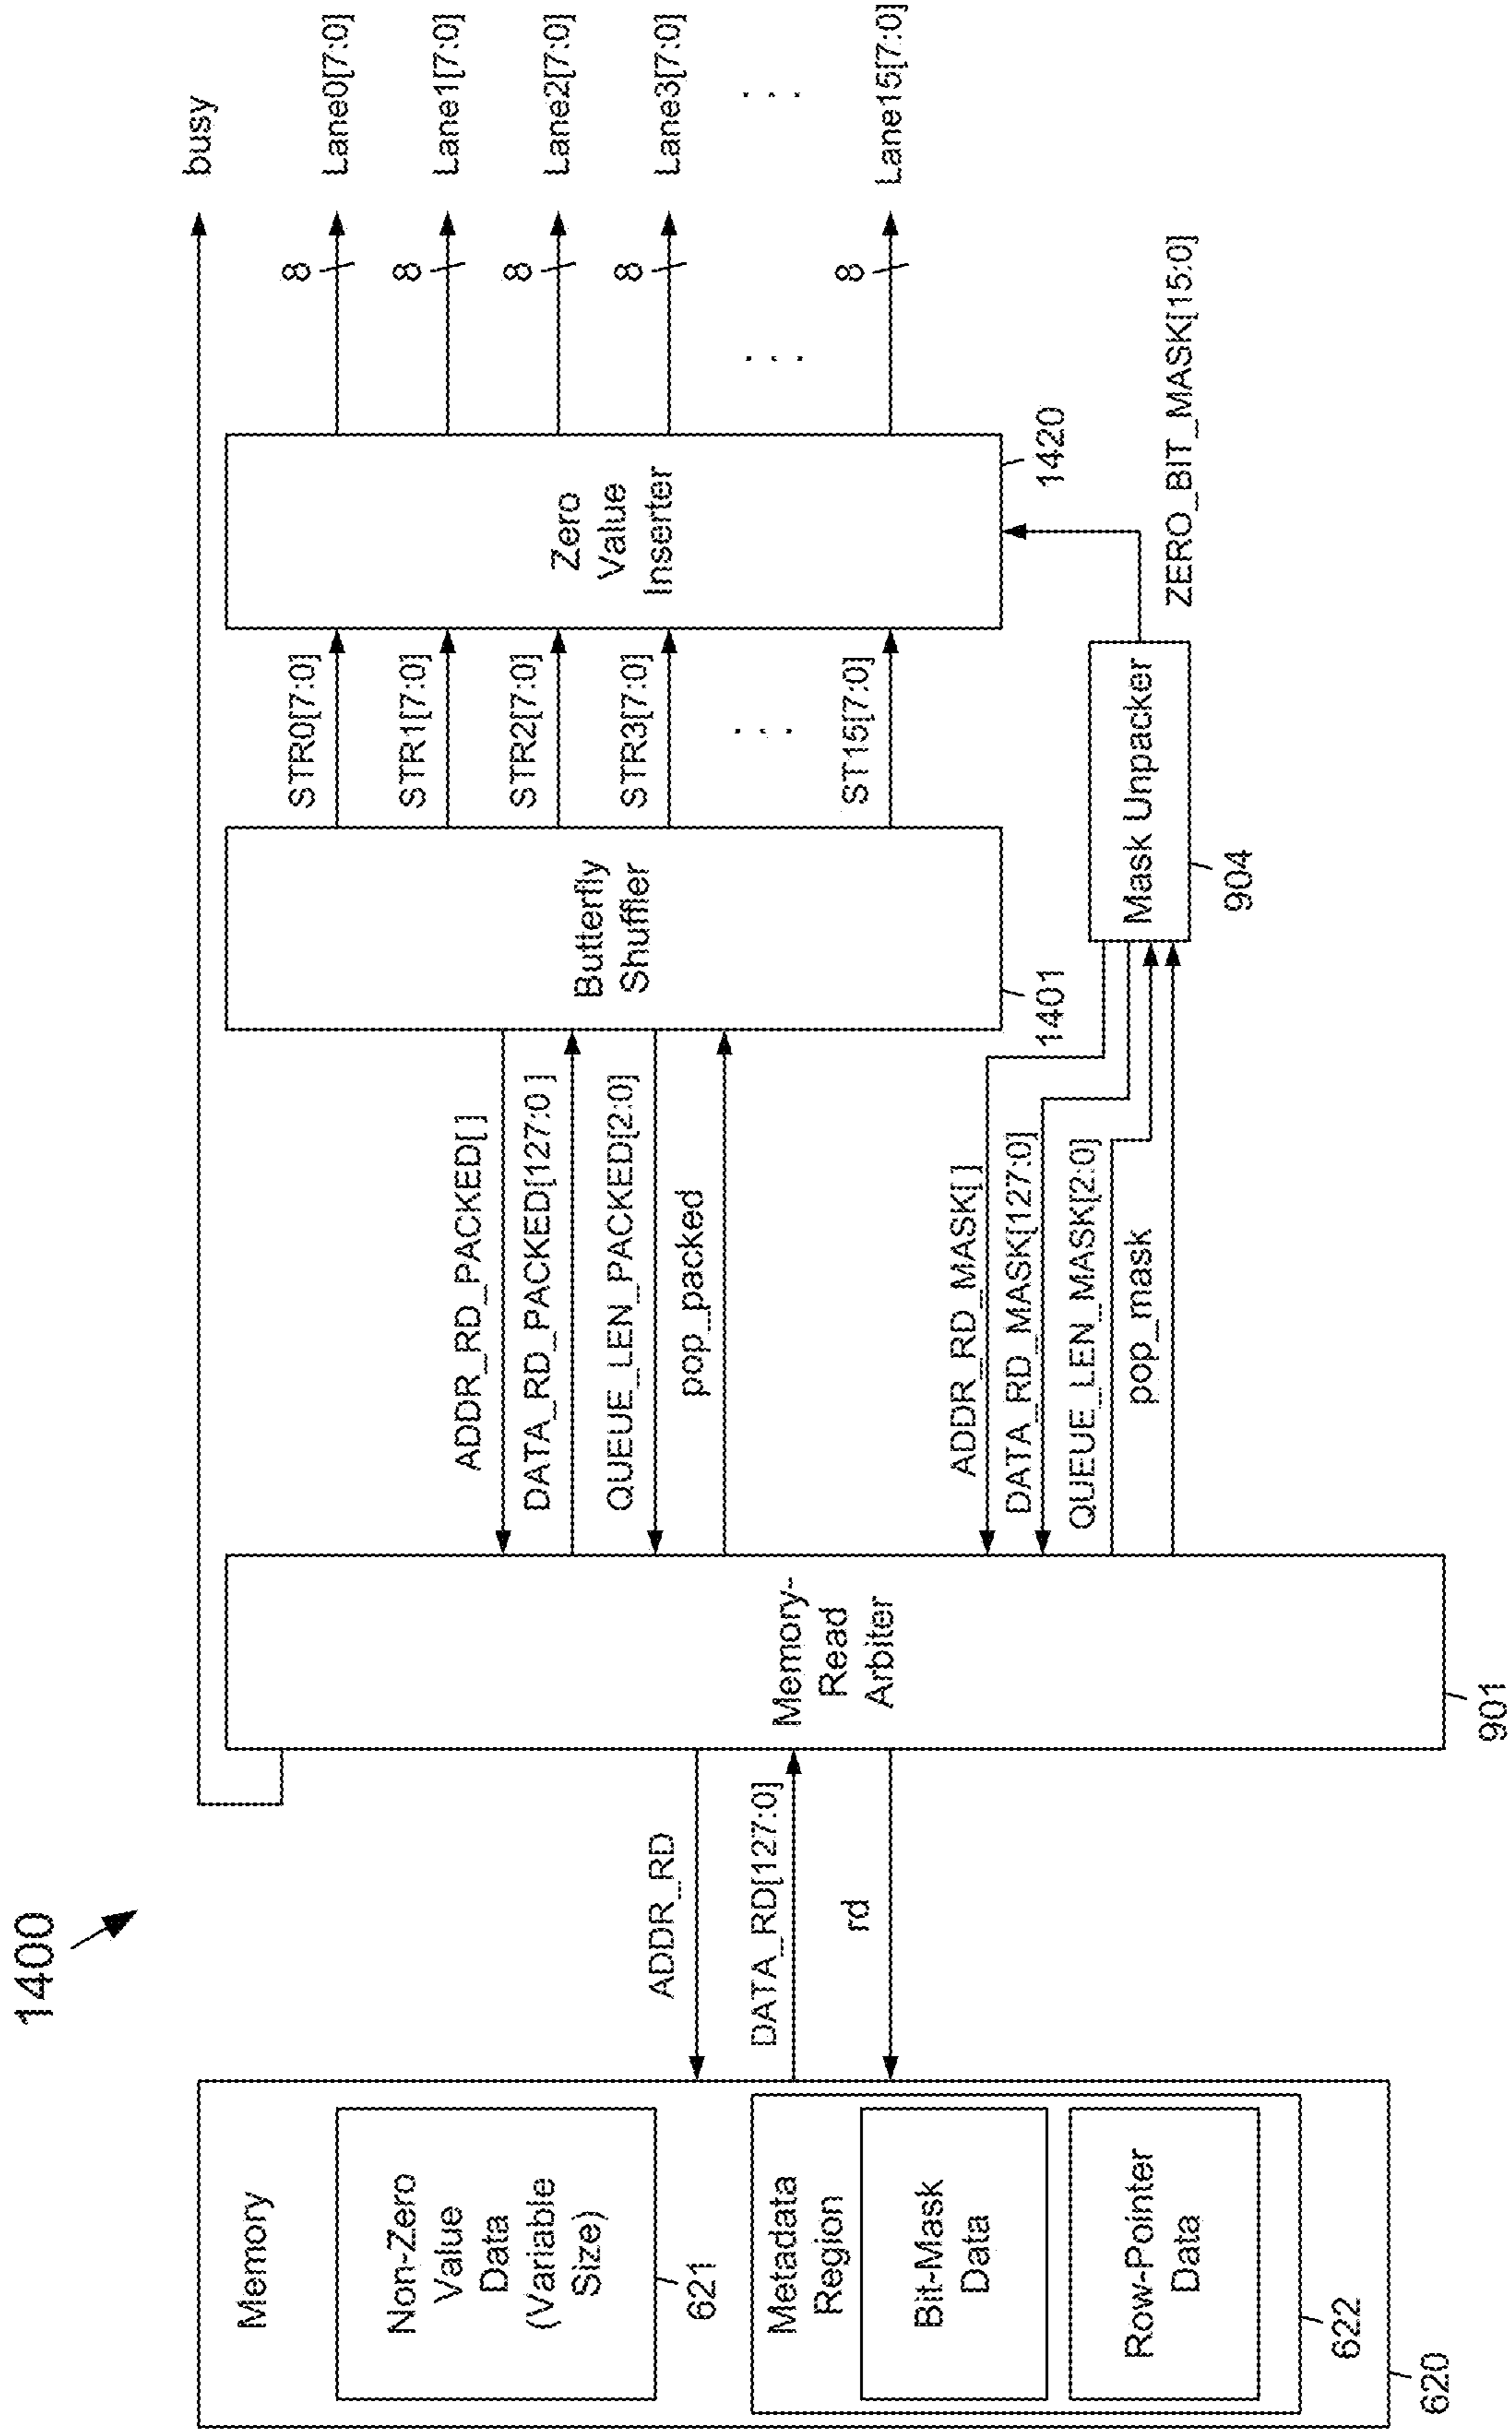 1400
Memory
Non-Zero
Value
Data
(Variable
Size)
621
Metadata
Region
Bit-Mask
Data
Row-Pointer
Data
622
620
ADDR_RD
DATA_RD[127:0]
rd
busy
Memory-
Read
Arbiter
901
ADDR_RD_PACKED[ ]
DATA_RD_PACKED[127:0 ]
QUEUE_LEN_PACKED[2:0]
pop_packed
ADDR_RD_MASK[ ]
DATA_RD_MASK[127:0]
QUEUE_LEN_MASK[2:0]
pop_mask
Butterfly
Shuffler
1401
Mask Unpacker
904
STR0[7:0]
STR1[7:0]
STR2[7:0]
STR3[7:0]
. . .
ST15[7:0]
Zero
Value
Inserter
1420
ZERO_BIT_MASK[15:0]
8
8
8
8
. . .
8
Lane0[7:0]
Lane1[7:0]
Lane2[7:0]
Lane3[7:0]
. . .
Lane15[7:0]